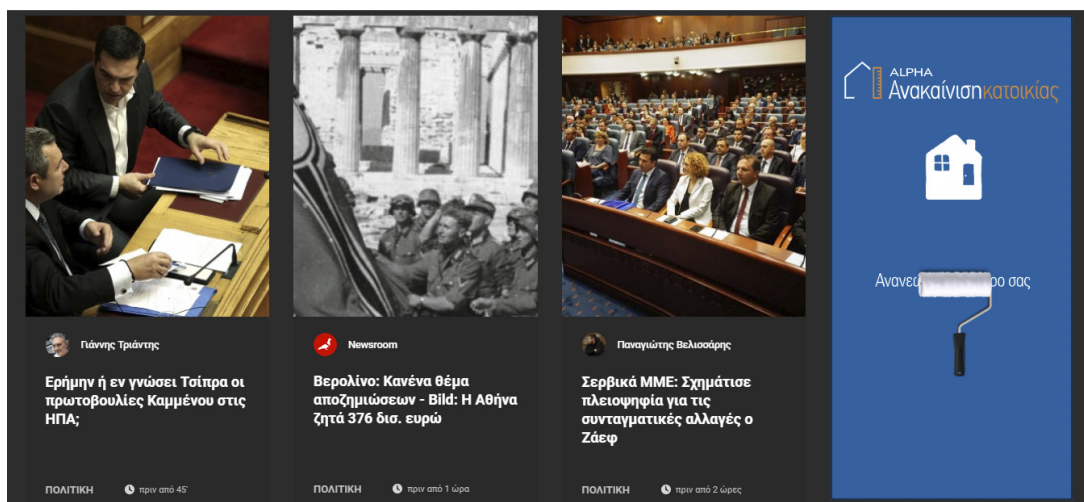 Γιάννης Τριάντης
Ερήμην ή εν γνώσει Τσίπρα οι
πρωτοβουλίες Καμμένου στις
ΗΠΑ;
ΠΟΛΙΤΙΚΗ
πριν από 45'
Newsroom
Βερολίνο: Κανένα θέμα
αποζημιώσεων - Bild: Η Αθήνα
ζητά 376 δισ. ευρώ
ΠΟΛΙΤΙΚΗ
πριν από 1 ώρα
Παναγιώτης Βελισσάρης
Σερβικά ΜΜΕ: Σχημάτισε
πλειοψηφία για τις
συνταγματικές αλλαγές ο
Ζάεφ
ΠΟΛΙΤΙΚΗ
πριν από 2 ώρες
ALPHA
Ανακαίνισηκατοικίας
σας